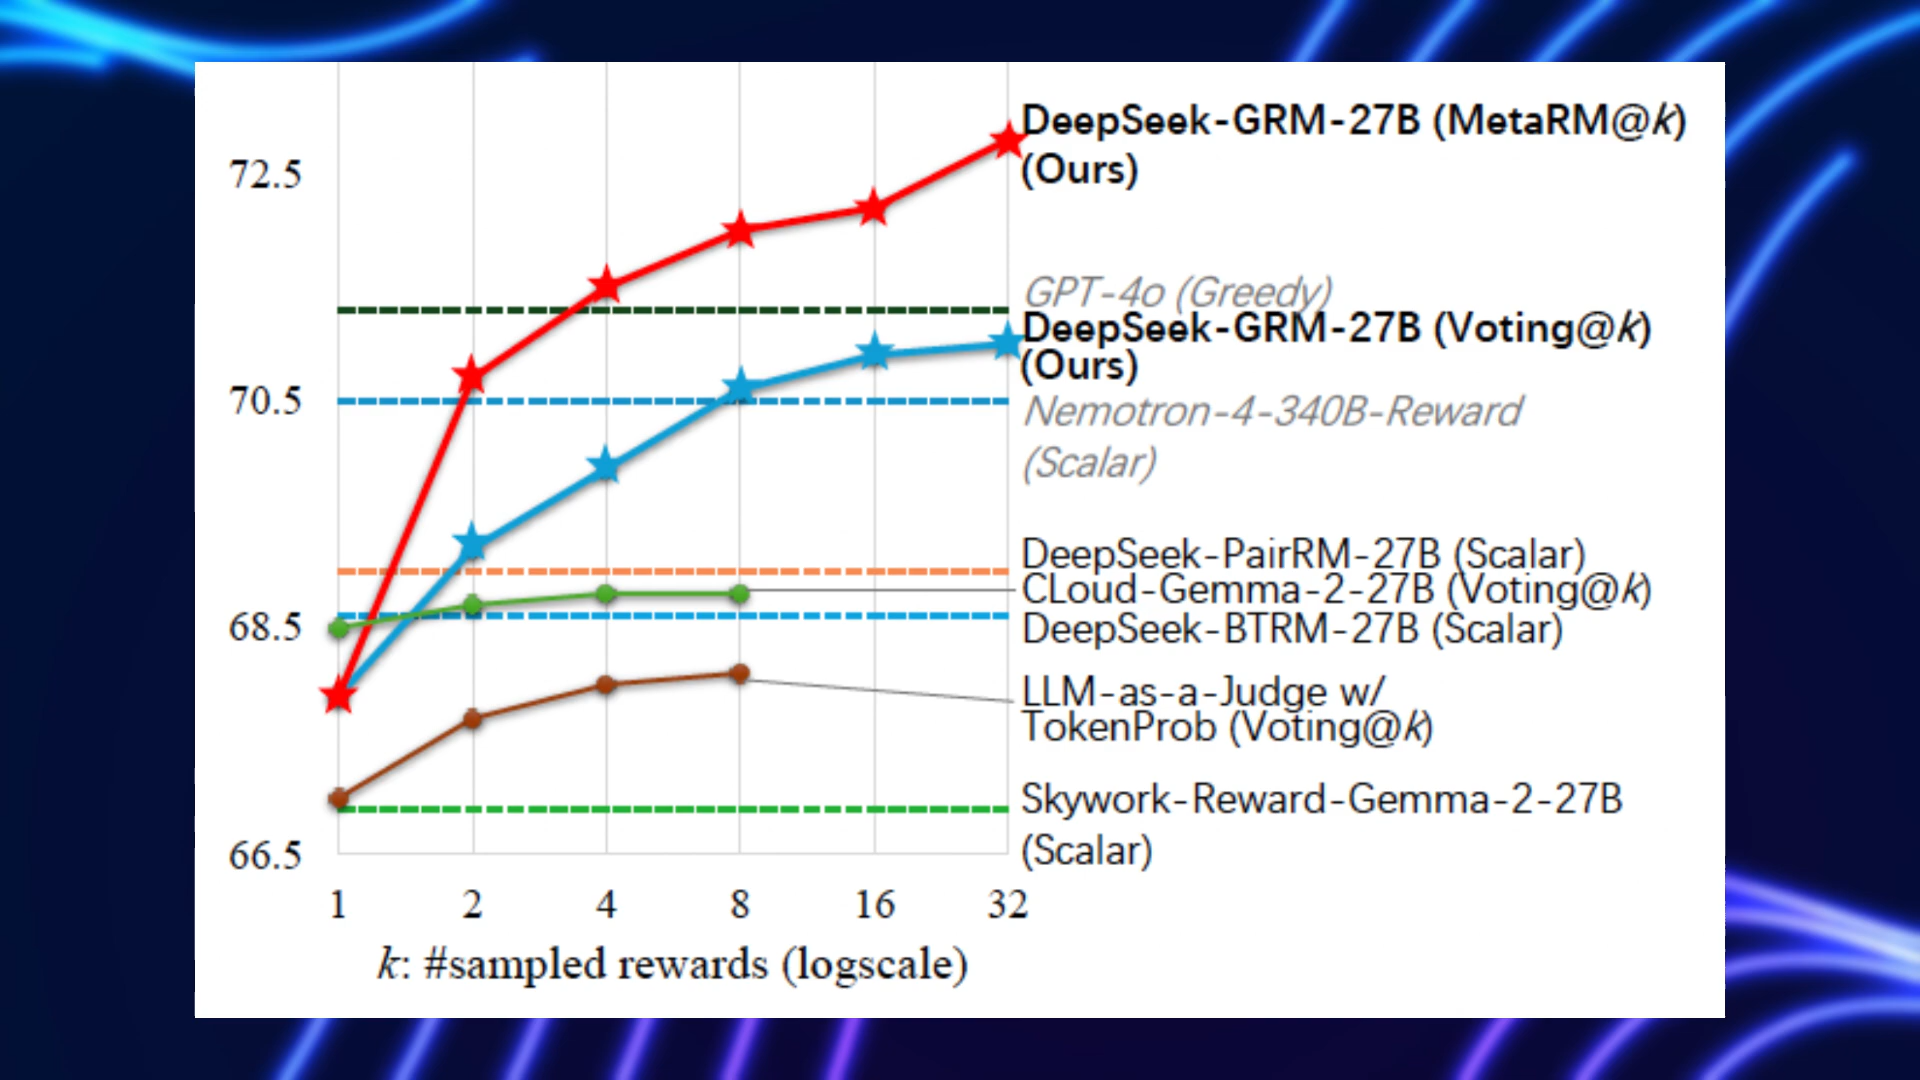 72.5
70.5
68.5
66.5
1 2 4 8 16 32
k: #sampled rewards (logscale)
DeepSeek-GRM-27B (MetaRM@k)
(Ours)
GPT-4o (Greedy)
DeepSeek-GRM-27B (Voting@k)
(Ours)
Nemotron-4-340B-Reward
(Scalar)
DeepSeek-PairRM-27B (Scalar)
CLoud-Gemma-2-27B (Voting@k)
DeepSeek-BTRM-27B (Scalar)
LLM-as-a-Judge w/
TokenProb (Voting@k)
Skywork-Reward-Gemma-2-27B
(Scalar)